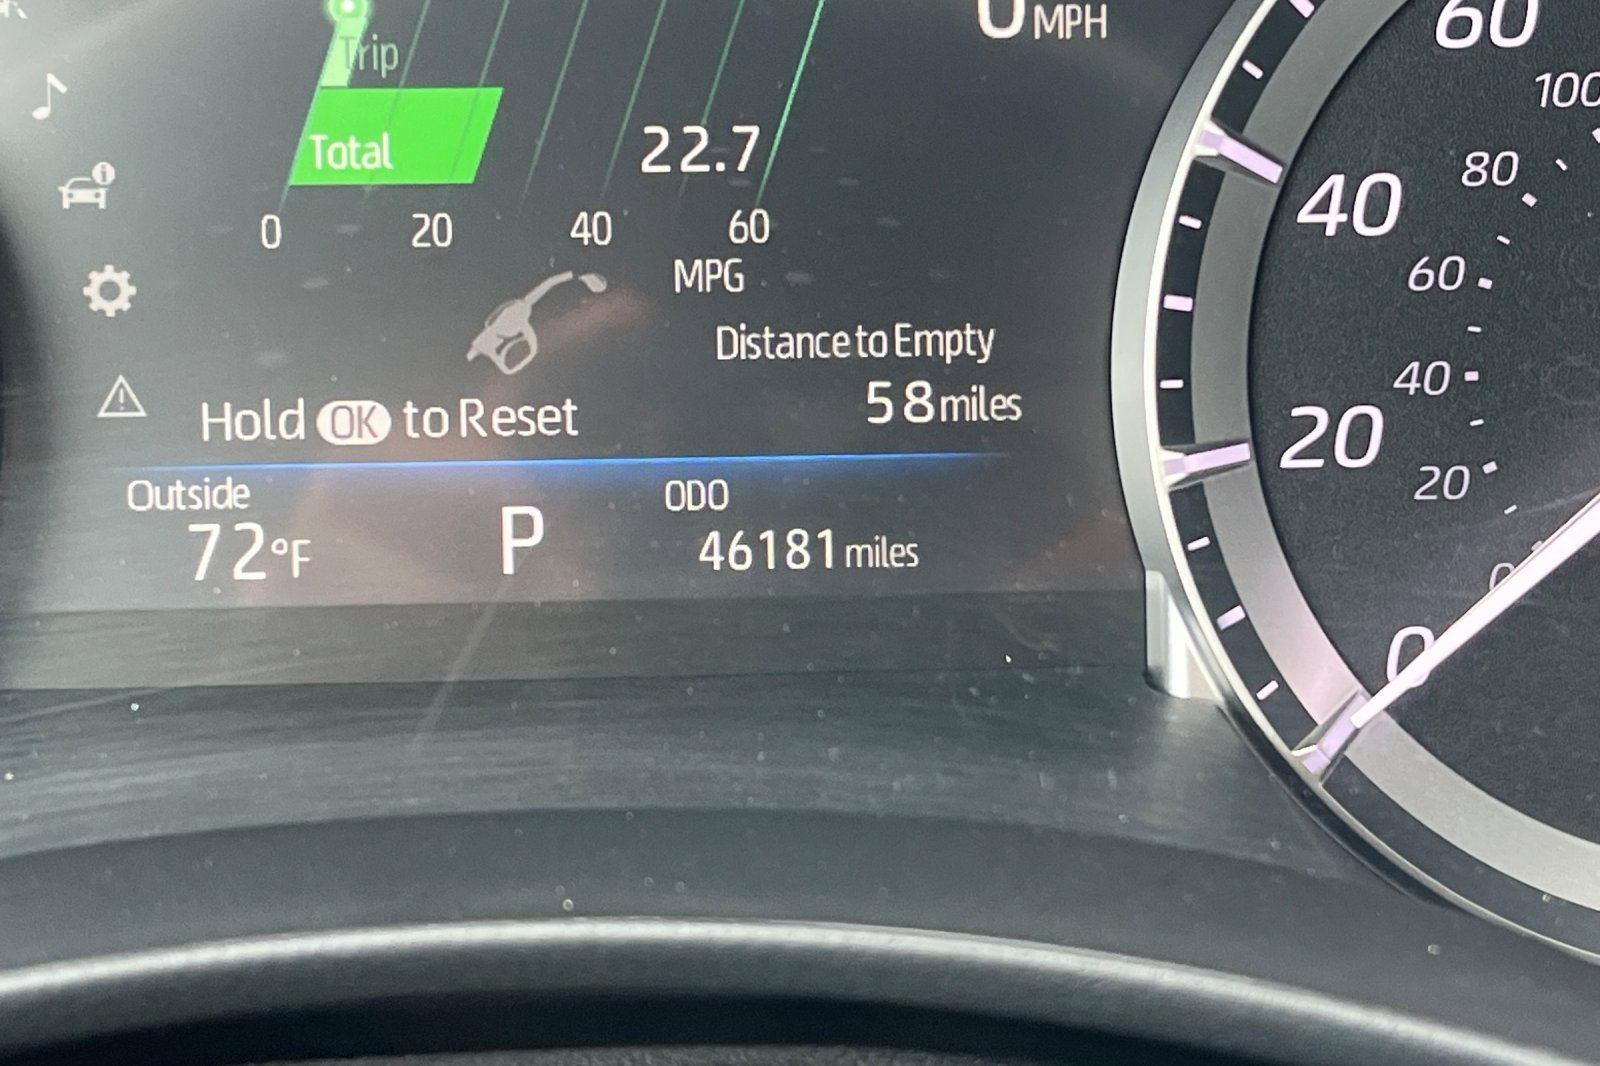 0 MPH
Trip
Total
22.7
0 20 40 60
MPG
Distance to Empty
58 miles
Hold OK to Reset
Outside
72°F
P
ODO
46181 miles
60
100
40
80
60
20
40
20
0
0